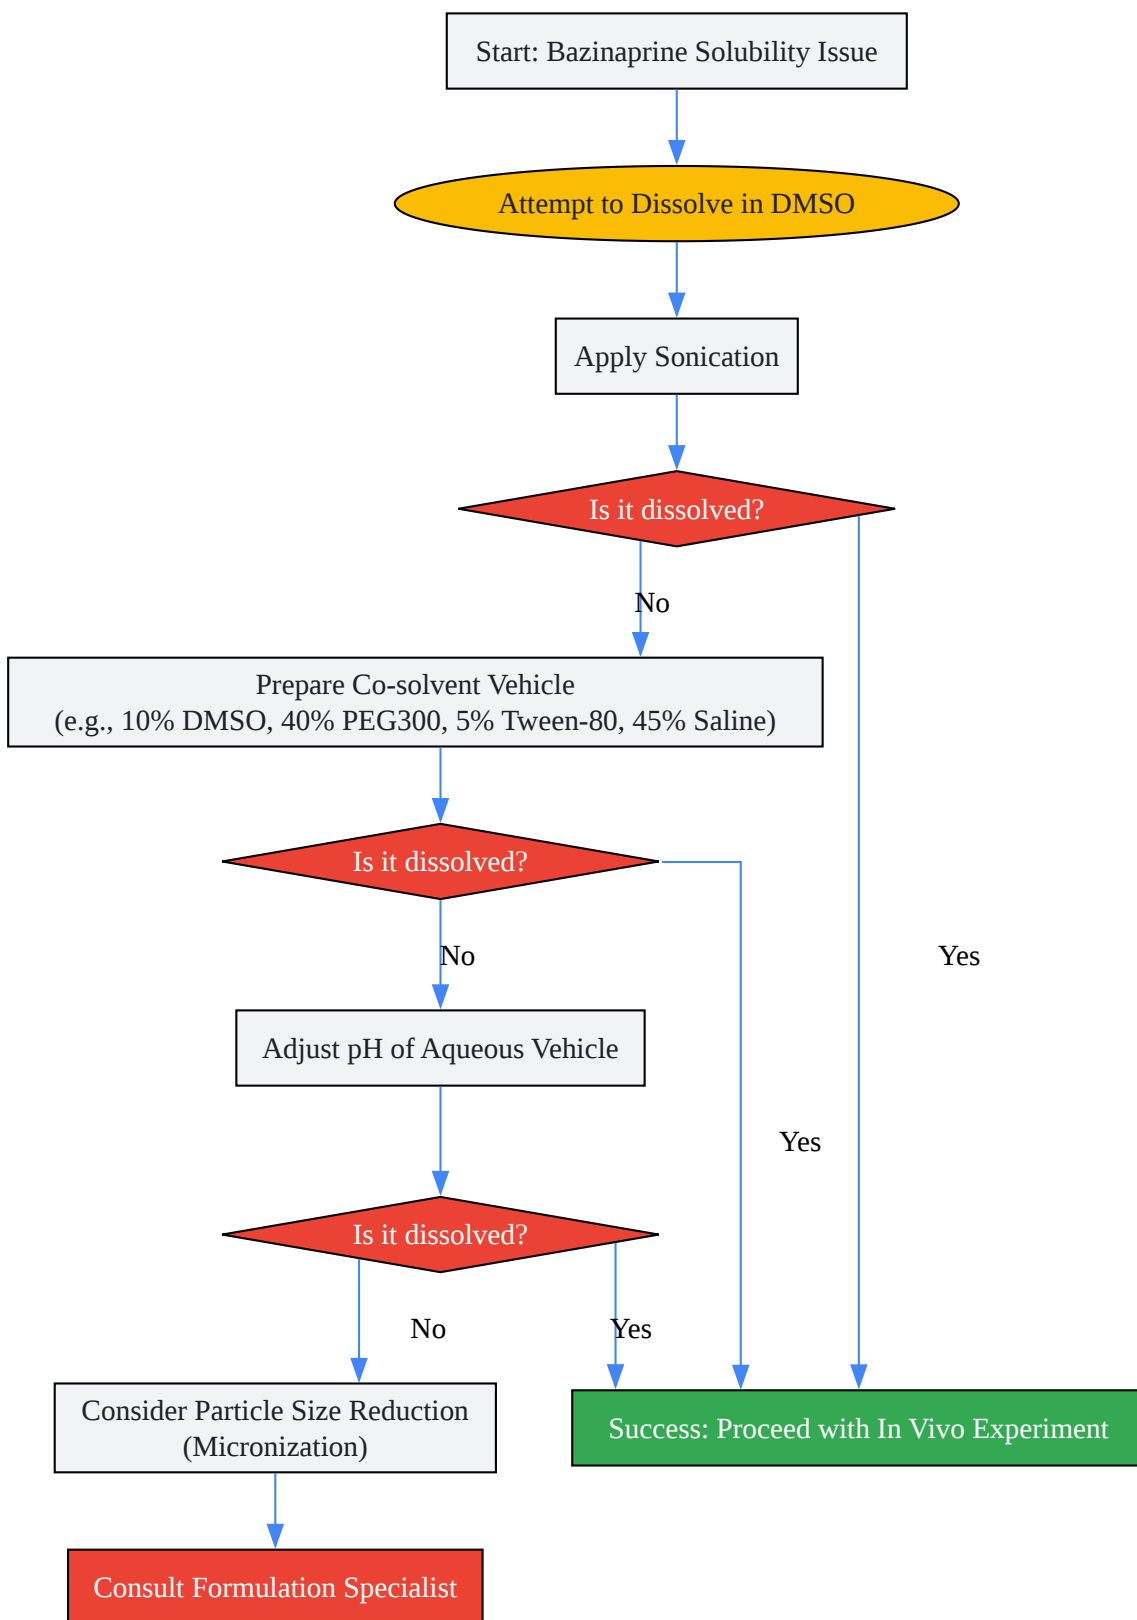 Start: Bazinaprine Solubility Issue
Attempt to Dissolve in DMSO
Apply Sonication
Is it dissolved?
No
Prepare Co-solvent Vehicle
(e.g., 10% DMSO, 40% PEG300, 5% Tween-80, 45% Saline)
Is it dissolved?
No
Yes
Adjust pH of Aqueous Vehicle
Yes
Is it dissolved?
No
Yes
Consider Particle Size Reduction
(Micronization)
Success: Proceed with In Vivo Experiment
Consult Formulation Specialist